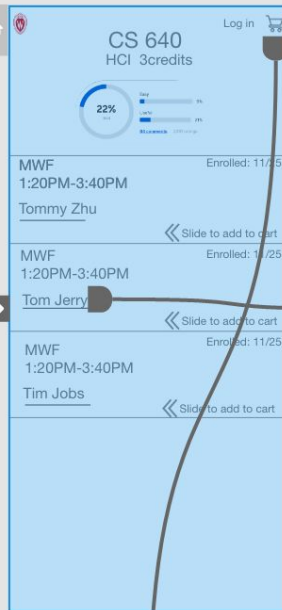 Log in
CS 640
HCI 3credits
22%
MWF
Enrolled: 11/25
1:20PM-3:40PM
Tommy Zhu
Slide to add to cart
MWF
Enrolled: 11/25
1:20PM-3:40PM
Tom Jerry
Slide to add to cart
MWF
Enrolled: 11/25
1:20PM-3:40PM
Tim Jobs
Slide to add to cart